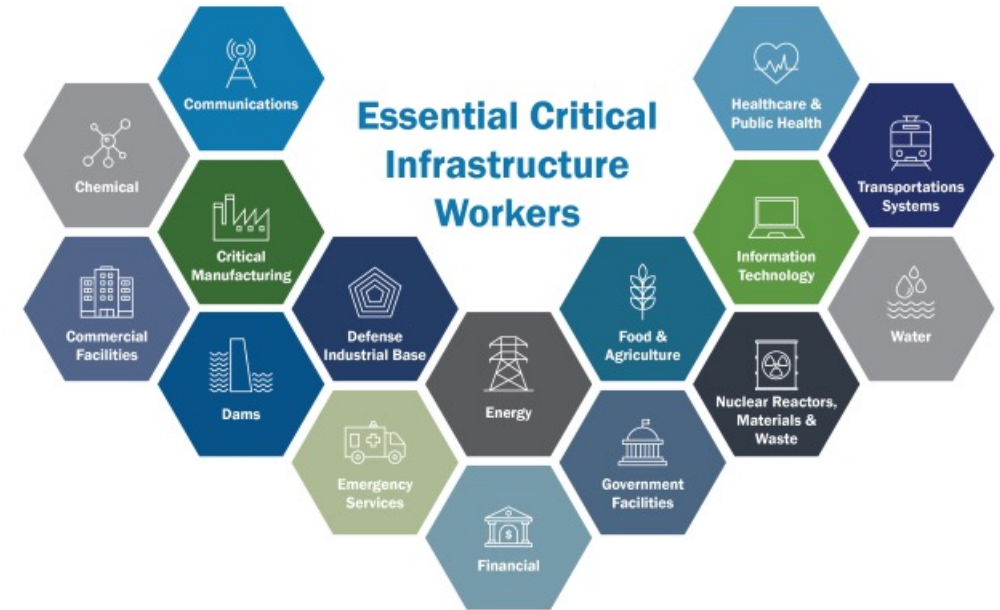 Essential Critical
Infrastructure
Workers
Communications
Chemical
Critical
Manufacturing
Commercial
Facilities
Defense
Industrial Base
Dams
Emergency
Services
Energy
Financial
Food &
Agriculture
Government
Facilities
Healthcare &
Public Health
Information
Technology
Nuclear Reactors,
Materials &
Waste
Transportations
Systems
Water
$